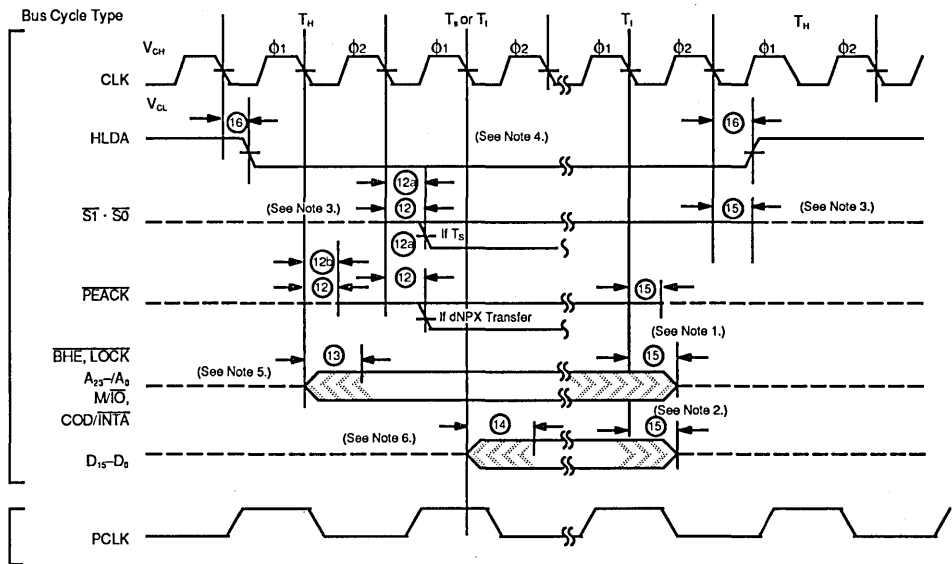 Bus Cycle Type
T_H T_s or T_I T_I T_H
V_CH ϕ1 ϕ2 ϕ1 ϕ2 ϕ1 ϕ1 ϕ2
CLK
V_CL
16 16
HLDA (See Note 4.)
12a
S̅1̅ · S̅0̅ (See Note 3.) 12 15 (See Note 3.)
12a If T_S
12b
12 12 15
P̅E̅A̅C̅K̅
If dNPX Transfer
(See Note 1.)
B̅H̅E̅, L̅O̅C̅K̅ 13 15
A₂₃–/A₀ (See Note 5.)
M/I̅O̅,
COD/I̅N̅T̅A̅ (See Note 2.)
(See Note 6.) 14 15
D₁₅–D₀
PCLK